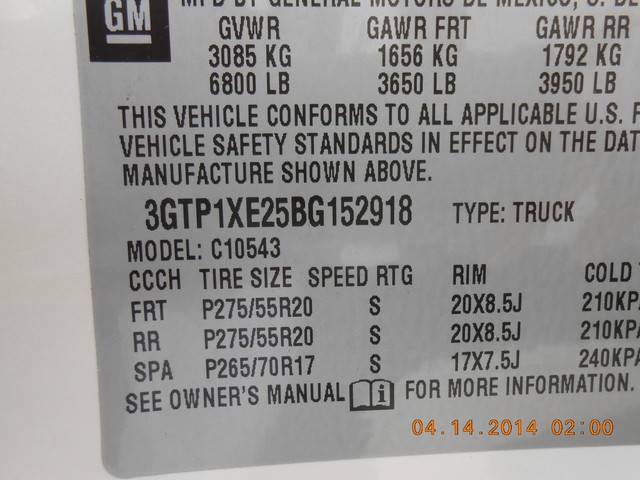 GM
MFD BY GENERAL MOTORS DE MEXICO, S. DE
GVWR GAWR FRT GAWR RR
3085 KG 1656 KG 1792 KG
6800 LB 3650 LB 3950 LB
THIS VEHICLE CONFORMS TO ALL APPLICABLE U.S. F
VEHICLE SAFETY STANDARDS IN EFFECT ON THE DAT
MANUFACTURE SHOWN ABOVE.
3GTP1XE25BG152918 TYPE: TRUCK
MODEL: C10543
CCCH TIRE SIZE SPEED RTG RIM COLD
FRT P275/55R20 S 20X8.5J 210KPA
RR P275/55R20 S 20X8.5J 210KPA
SPA P265/70R17 S 17X7.5J 240KPA
SEE OWNER'S MANUAL i FOR MORE INFORMATION.
04.14.2014 02:00